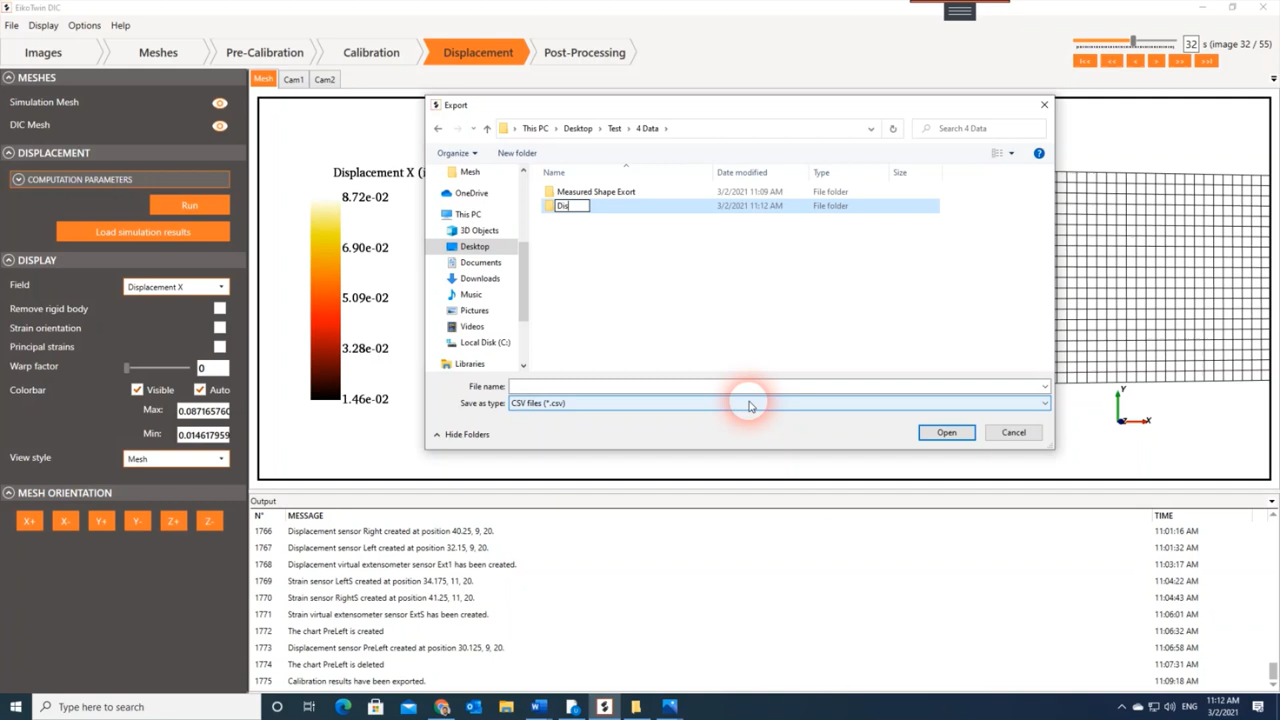 EikoTwin DIC
File Display Options Help
Images Meshes Pre-Calibration Calibration Displacement Post-Processing
32 s (image 32 / 55)
|<< << < > >> >>|
MESHES
Simulation Mesh
DIC Mesh
DISPLACEMENT
COMPUTATION PARAMETERS
Run
Load simulation results
DISPLAY
Field Displacement X
Remove rigid body
Strain orientation
Principal strains
Warp factor 0
Colorbar Visible Auto
Max: 0.087165760
Min: 0.014617959
View style Mesh
MESH ORIENTATION
X+ X- Y+ Y- Z+ Z-
Mesh Cam1 Cam2
Displacement X (
8.72e-02
6.90e-02
5.09e-02
3.28e-02
1.46e-02
Export
This PC > Desktop > Test > 4 Data >
Search 4 Data
Organize New folder
Mesh
OneDrive
This PC
3D Objects
Desktop
Documents
Downloads
Music
Pictures
Videos
Local Disk (C:)
Libraries
Name Date modified Type Size
Measured Shape Exort 3/2/2021 11:09 AM File folder
Dis 3/2/2021 11:12 AM File folder
File name:
Save as type: CSV files (*.csv)
Hide Folders Open Cancel
Y
X
Output
N° MESSAGE TIME
1766 Displacement sensor Right created at position 40.25, 9, 20. 11:01:16 AM
1767 Displacement sensor Left created at position 32.15, 9, 20. 11:01:32 AM
1768 Displacement virtual extensometer sensor Ext1 has been created. 11:03:17 AM
1769 Strain sensor LeftS created at position 34.175, 11, 20. 11:04:22 AM
1770 Strain sensor RightS created at position 41.25, 11, 20. 11:04:43 AM
1771 Strain virtual extensometer sensor ExtS has been created. 11:06:01 AM
1772 The chart PreLeft is created 11:06:32 AM
1773 Displacement sensor PreLeft created at position 30.125, 9, 20. 11:06:58 AM
1774 The chart PreLeft is deleted 11:07:31 AM
1775 Calibration results have been exported. 11:09:18 AM
Type here to search
11:12 AM
3/2/2021